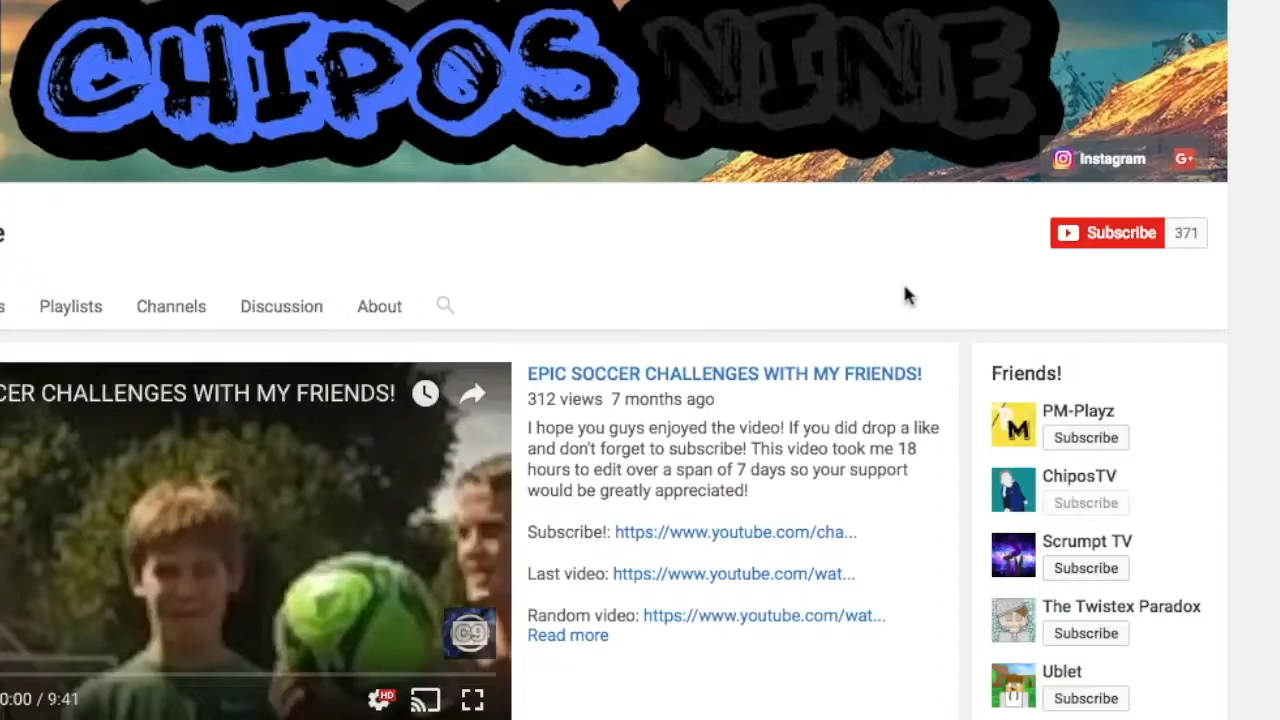 CHIPOS NINE
Instagram
G+
e
Subscribe 371
s Playlists Channels Discussion About
CER CHALLENGES WITH MY FRIENDS!
C9
0:00 / 9:41
HD
EPIC SOCCER CHALLENGES WITH MY FRIENDS!
312 views 7 months ago
I hope you guys enjoyed the video! If you did drop a like
and don't forget to subscribe! This video took me 18
hours to edit over a span of 7 days so your support
would be greatly appreciated!
Subscribe!: https://www.youtube.com/cha...
Last video: https://www.youtube.com/wat...
Random video: https://www.youtube.com/wat...
Read more
Friends!
M
PM-Playz
Subscribe
ChiposTV
Subscribe
Scrumpt TV
Subscribe
The Twistex Paradox
Subscribe
Ublet
Subscribe